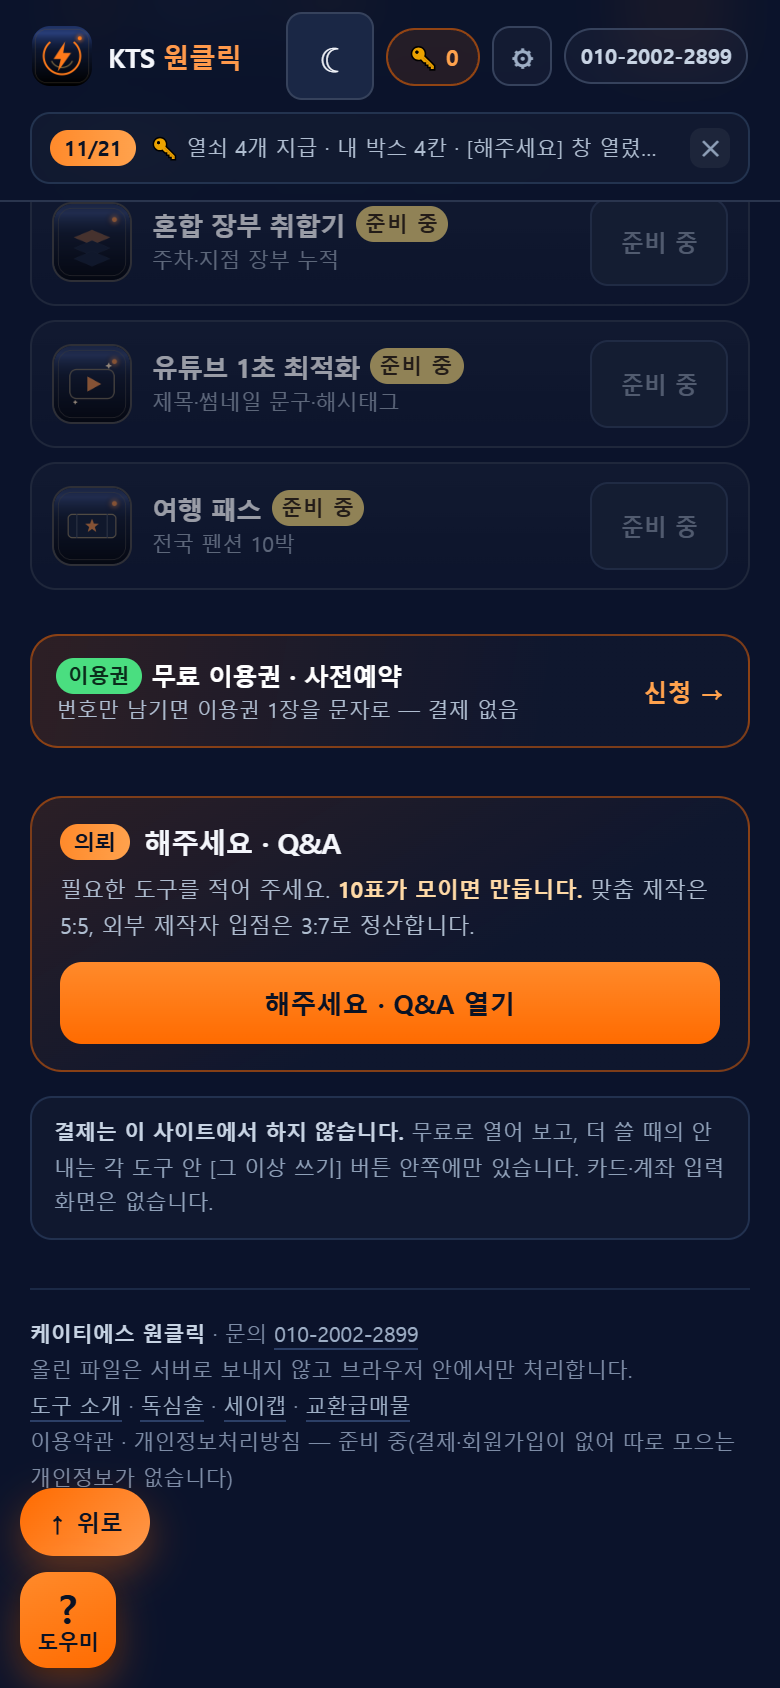 KTS 원클릭
0
010-2002-2899
11/21 열쇠 4개 지급 · 내 박스 4칸 · [해주세요] 창 열렸...
혼합 장부 취합기 준비 중
주차·지점 장부 누적
준비 중
유튜브 1초 최적화 준비 중
제목·썸네일 문구·해시태그
준비 중
여행 패스 준비 중
전국 펜션 10박
준비 중
이용권 무료 이용권 · 사전예약
번호만 남기면 이용권 1장을 문자로 — 결제 없음
신청 →
의뢰 해주세요 · Q&A
필요한 도구를 적어 주세요. 10표가 모이면 만듭니다. 맞춤 제작은
5:5, 외부 제작자 입점은 3:7로 정산합니다.
해주세요 · Q&A 열기
결제는 이 사이트에서 하지 않습니다. 무료로 열어 보고, 더 쓸 때의 안
내는 각 도구 안 [그 이상 쓰기] 버튼 안쪽에만 있습니다. 카드·계좌 입력
화면은 없습니다.
케이티에스 원클릭 · 문의 010-2002-2899
올린 파일은 서버로 보내지 않고 브라우저 안에서만 처리합니다.
도구 소개 · 독심술 · 세이캡 · 교환급매물
이용약관 · 개인정보처리방침 — 준비 중(결제·회원가입이 없어 따로 모으는
개인정보가 없습니다)
↑ 위로
?
도우미